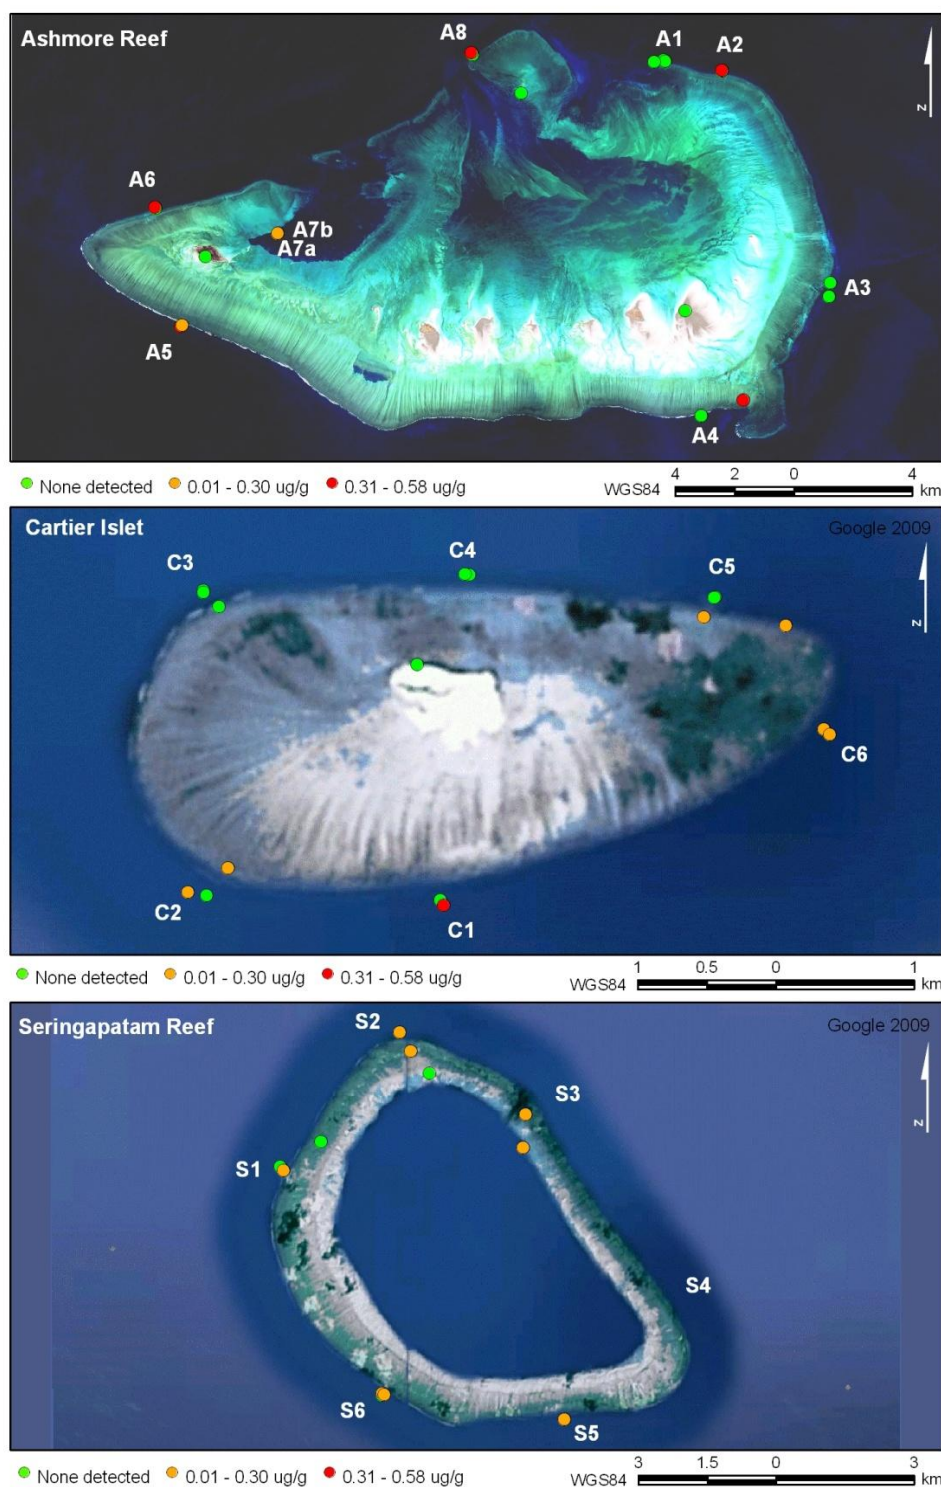 Ashmore Reef
A8
A1
A2
A6
A7b
A7a
A3
A5
A4
z
None detected 0.01 - 0.30 ug/g 0.31 - 0.58 ug/g
WGS84
4 2 0 4
km
Cartier Islet
Google 2009
C3
C4
C5
z
C6
C2
C1
None detected 0.01 - 0.30 ug/g 0.31 - 0.58 ug/g
WGS84
1 0.5 0 1
km
Seringapatam Reef
S2
Google 2009
S3
z
S1
S4
S6
S5
None detected 0.01 - 0.30 ug/g 0.31 - 0.58 ug/g
WGS84
3 1.5 0 3
km